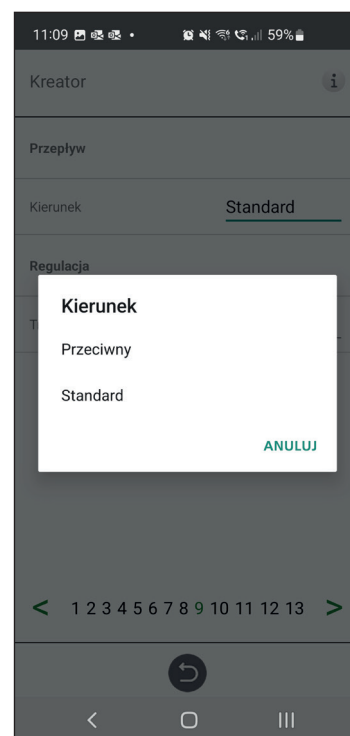 11:09 59%
Kreator i
Przepływ
Kierunek Standard
Regulacja
Kierunek
Przeciwny
Standard
ANULUJ
< 1 2 3 4 5 6 7 8 9 10 11 12 13 >